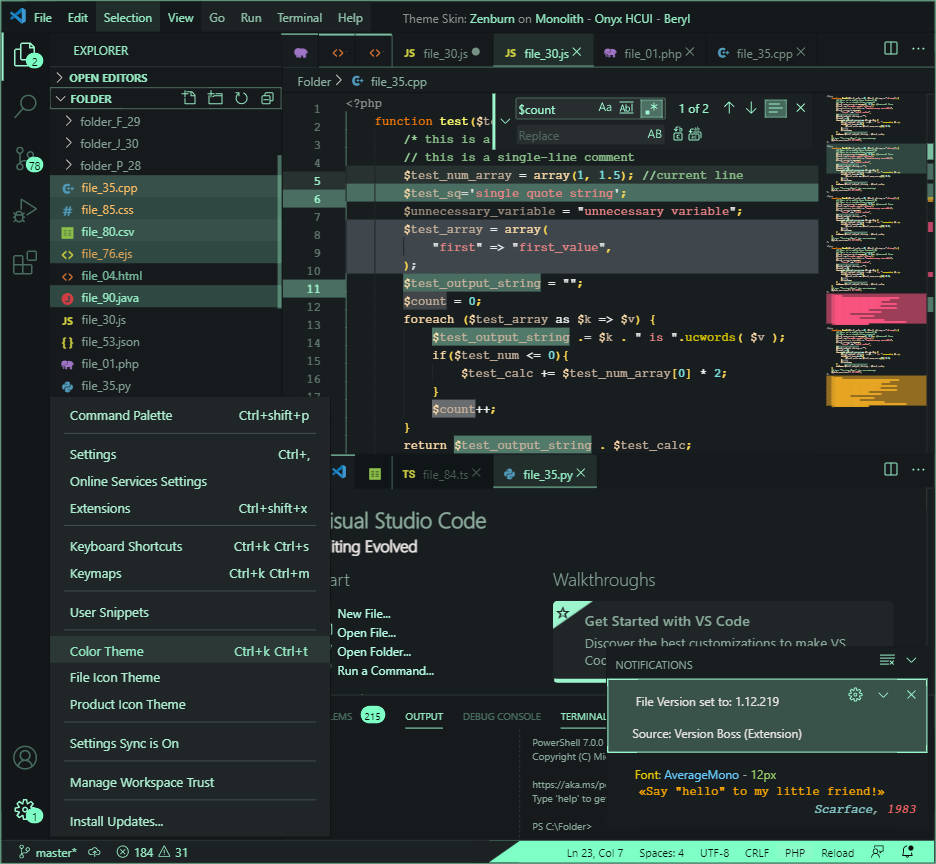 File Edit Selection View Go Run Terminal Help Theme Skin: Zenburn on Monolith - Onyx HCUI - Beryl
2
78
1
EXPLORER
OPEN EDITORS
FOLDER
folder_F_29
folder_J_30
folder_P_28
file_35.cpp
# file_85.css
file_80.csv
<> file_76.ejs
<> file_04.html
J file_90.java
JS file_30.js
{} file_53.json
file_01.php
file_35.py
<> <> JS file_30.js JS file_30.js file_01.php file_35.cpp
Folder file_35.cpp
$count Aa Abl .* 1 of 2
Replace AB
1 <?php
2 function test($t
3 /* this is a
4 // this is a single-line comment
5 $test_num_array = array(1, 1.5); //current line
6 $test_sq='single quote string';
7 $unnecessary_variable = "unnecessary variable";
8 $test_array = array(
9 "first" => "first_value",
10 );
11 $test_output_string = "";
12 $count = 0;
13 foreach ($test_array as $k => $v) {
14 $test_output_string .= $k . " is ".ucwords( $v );
15 if($test_num <= 0){
16 $test_calc += $test_num_array[0] * 2;
17 }
$count++;
}
return $test_output_string . $test_calc;
Command Palette Ctrl+shift+p
Settings Ctrl+,
Online Services Settings
Extensions Ctrl+shift+x
Keyboard Shortcuts Ctrl+k Ctrl+s
Keymaps Ctrl+k Ctrl+m
User Snippets
Color Theme Ctrl+k Ctrl+t
File Icon Theme
Product Icon Theme
Settings Sync is On
Manage Workspace Trust
Install Updates...
TS file_84.ts file_35.py
isual Studio Code
iting Evolved
art
New File...
Open File...
Open Folder...
Run a Command...
Walkthroughs
Get Started with VS Code
Discover the best customizations to make VS
Coc
NOTIFICATIONS
File Version set to: 1.12.219
Source: Version Boss (Extension)
LEMS 215 OUTPUT DEBUG CONSOLE TERMINAL
PowerShell 7.0.0
Copyright (C) Mi
https://aka.ms/p
Type 'help' to get
PS C:\Folder>
Font: AverageMono - 12px
«Say "hello" to my little friend!»
Scarface, 1983
master* 184 31 Ln 23, Col 7 Spaces: 4 UTF-8 CRLF PHP Reload